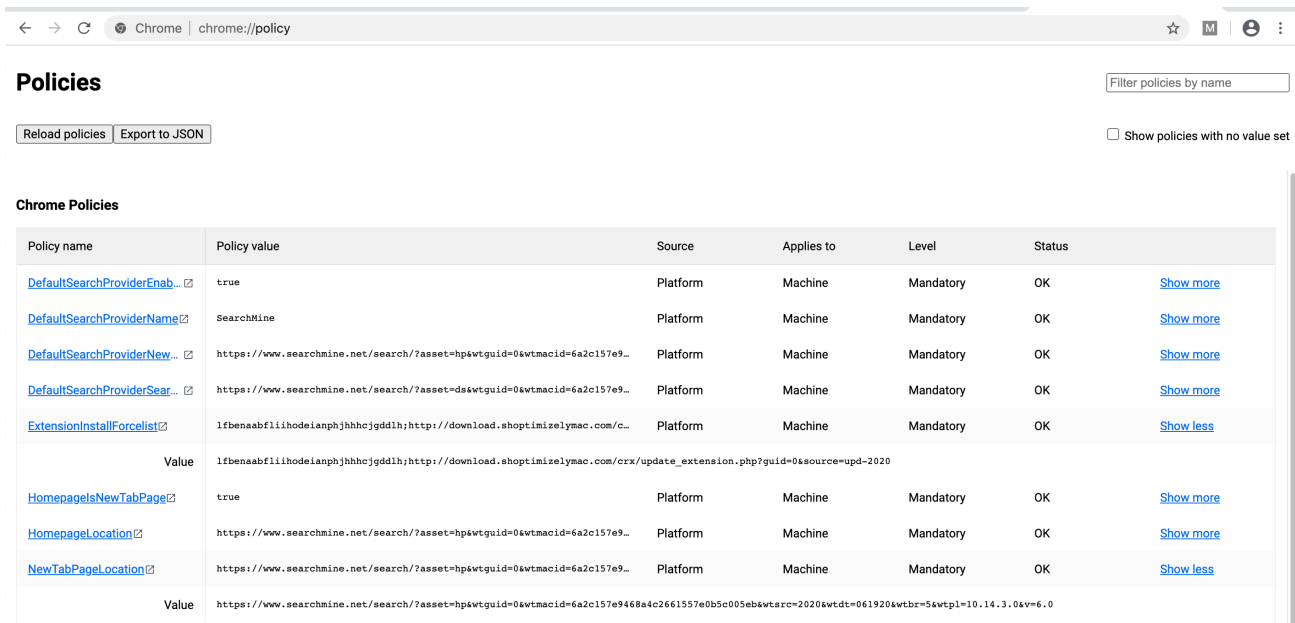 Chrome | chrome://policy
M
Policies
Filter policies by name
Reload policies Export to JSON
Show policies with no value set
Chrome Policies
Policy name Policy value Source Applies to Level Status
DefaultSearchProviderEnab... true Platform Machine Mandatory OK Show more
DefaultSearchProviderName SearchMine Platform Machine Mandatory OK Show more
DefaultSearchProviderNew... https://www.searchmine.net/search/?asset=hp&wtguid=0&wtmacid=6a2c157e9... Platform Machine Mandatory OK Show more
DefaultSearchProviderSear... https://www.searchmine.net/search/?asset=ds&wtguid=0&wtmacid=6a2c157e9... Platform Machine Mandatory OK Show more
ExtensionInstallForcelist lfbenaabfliihodeianphjhhhcjgddlh;http://download.shoptimizelymac.com/c... Platform Machine Mandatory OK Show less
Value lfbenaabfliihodeianphjhhhcjgddlh;http://download.shoptimizelymac.com/crx/update_extension.php?guid=0&source=upd-2020
HomepageIsNewTabPage true Platform Machine Mandatory OK Show more
HomepageLocation https://www.searchmine.net/search/?asset=hp&wtguid=0&wtmacid=6a2c157e9... Platform Machine Mandatory OK Show more
NewTabPageLocation https://www.searchmine.net/search/?asset=hp&wtguid=0&wtmacid=6a2c157e9... Platform Machine Mandatory OK Show less
Value https://www.searchmine.net/search/?asset=hp&wtguid=0&wtmacid=6a2c157e9468a4c2661557e0b5c005eb&wtsrc=2020&wtdt=061920&wtbr=5&wtpl=10.14.3.0&v=6.0